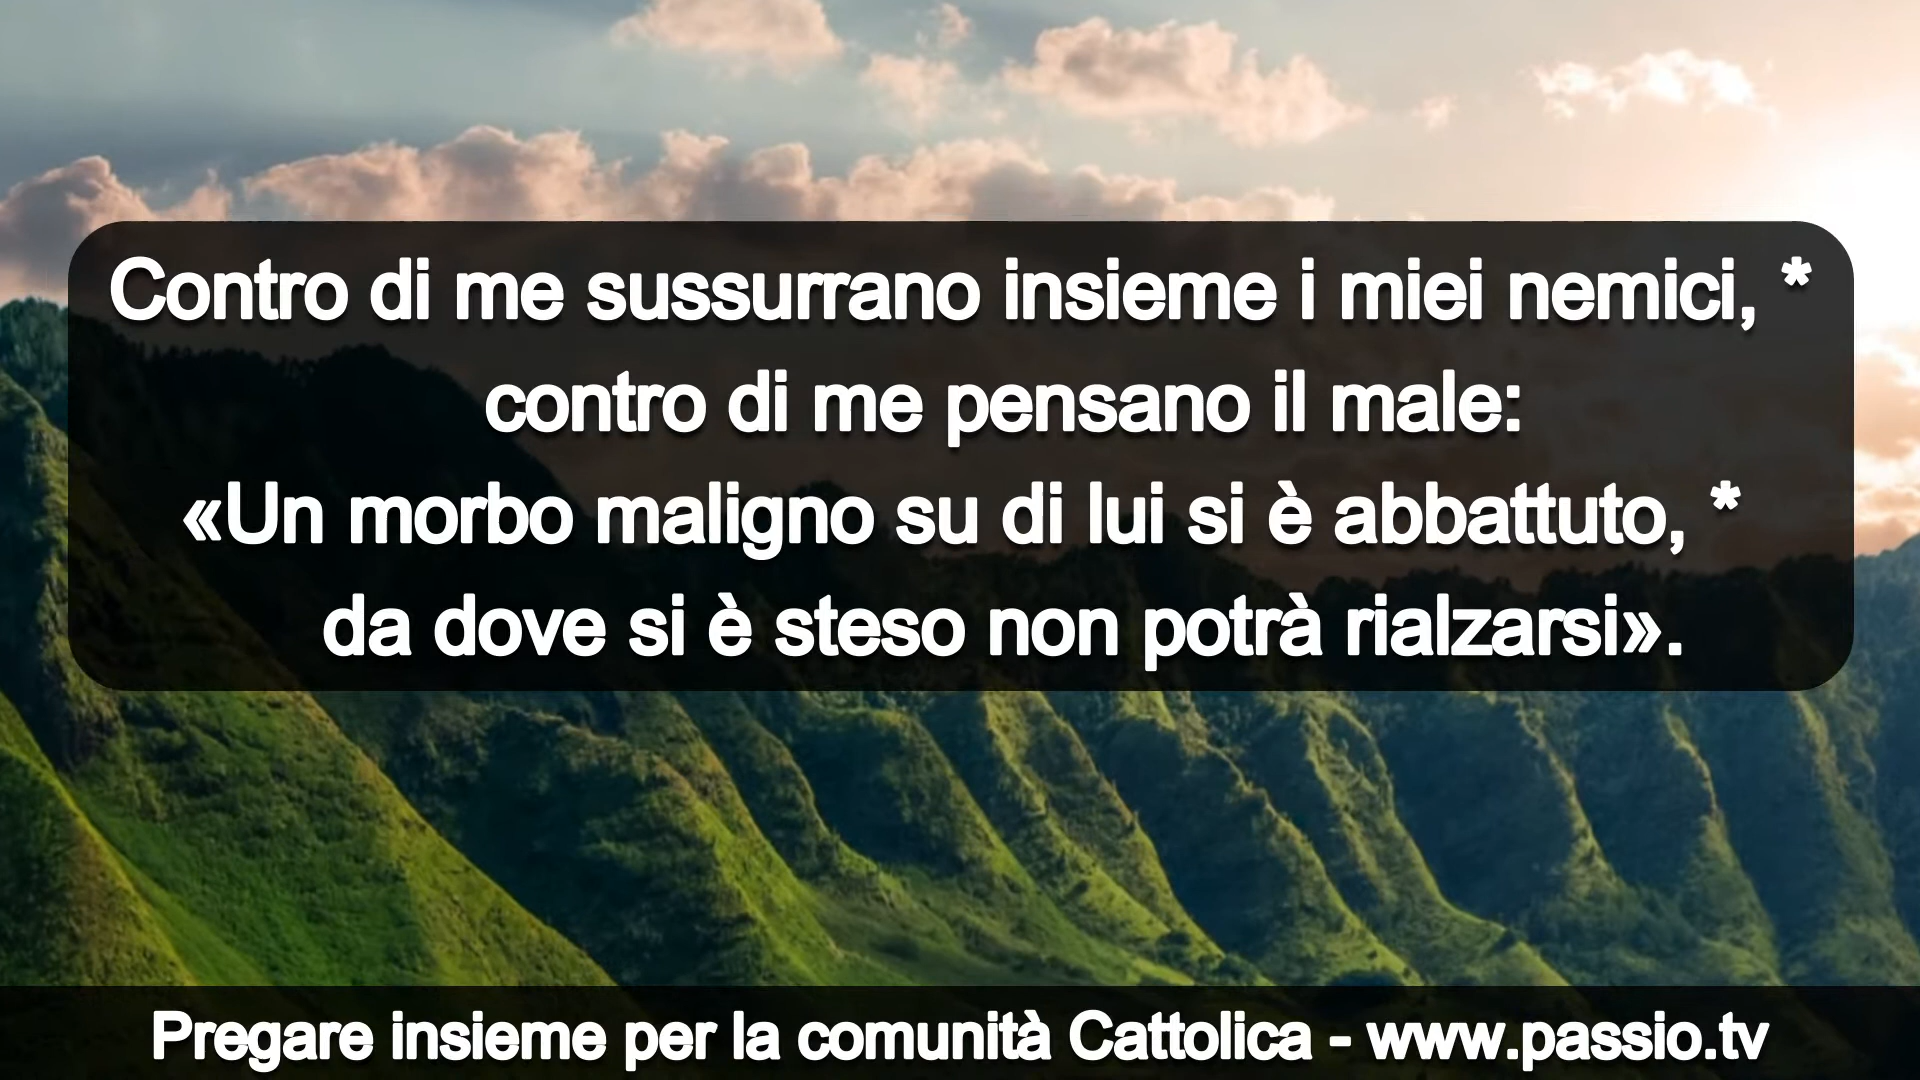 Contro di me sussurrano insieme i miei nemici, *
contro di me pensano il male:
«Un morbo maligno su di lui si è abbattuto, *
da dove si è steso non potrà rialzarsi».
Pregare insieme per la comunità Cattolica - www.passio.tv